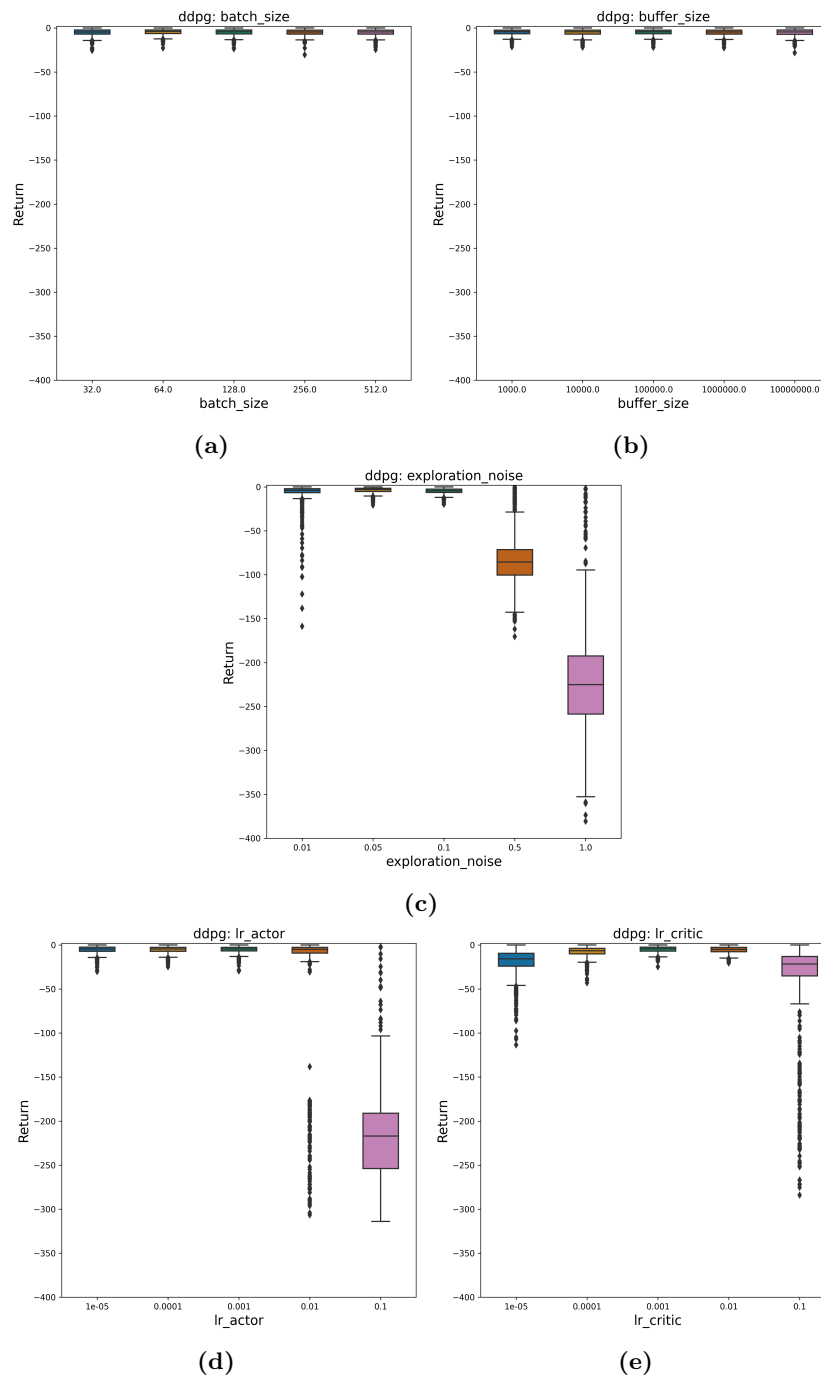 ddpg: batch_size
0
−50
−100
−150
−200
−250
−300
−350
−400
Return
32.0 64.0 128.0 256.0 512.0
batch_size
(a)
ddpg: buffer_size
0
−50
−100
−150
−200
−250
−300
−350
−400
Return
1000.0 10000.0 100000.0 1000000.0 10000000.0
buffer_size
(b)
ddpg: exploration_noise
0
−50
−100
−150
−200
−250
−300
−350
−400
Return
0.01 0.05 0.1 0.5 1.0
exploration_noise
(c)
ddpg: lr_actor
0
−50
−100
−150
−200
−250
−300
−350
−400
Return
1e-05 0.0001 0.001 0.01 0.1
lr_actor
(d)
ddpg: lr_critic
0
−50
−100
−150
−200
−250
−300
−350
−400
Return
1e-05 0.0001 0.001 0.01 0.1
lr_critic
(e)